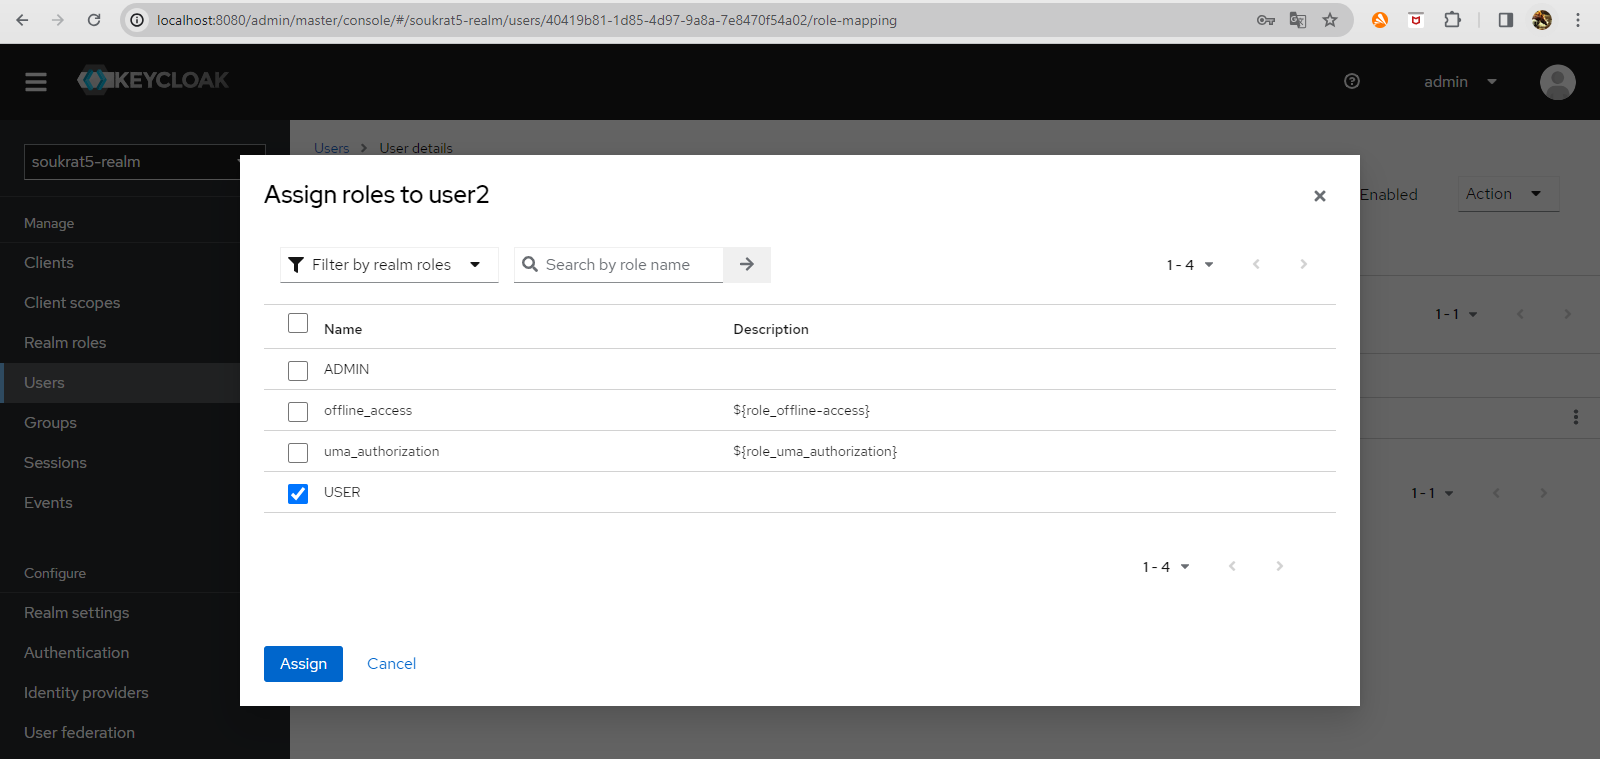 localhost:8080/admin/master/console/#/soukrat5-realm/users/40419b81-1d85-4d97-9a8a-7e8470f54a02/role-mapping
KEYCLOAK
admin
soukrat5-realm
Manage
Clients
Client scopes
Realm roles
Users
Groups
Sessions
Events
Configure
Realm settings
Authentication
Identity providers
User federation
Users > User details
Enabled
Action
1 - 1
1 - 1
Assign roles to user2
Filter by realm roles
Search by role name
1 - 4
Name Description
ADMIN
offline_access ${role_offline-access}
uma_authorization ${role_uma_authorization}
USER
1 - 4
Assign Cancel